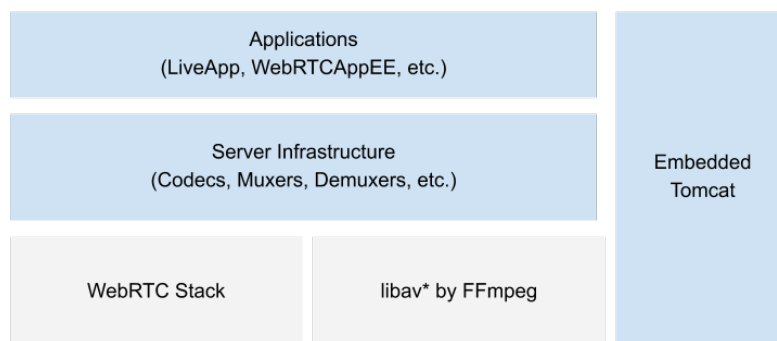 Applications
(LiveApp, WebRTCAppEE, etc.)
Server Infrastructure
(Codecs, Muxers, Demuxers, etc.)
Embedded
Tomcat
WebRTC Stack
libav* by FFmpeg